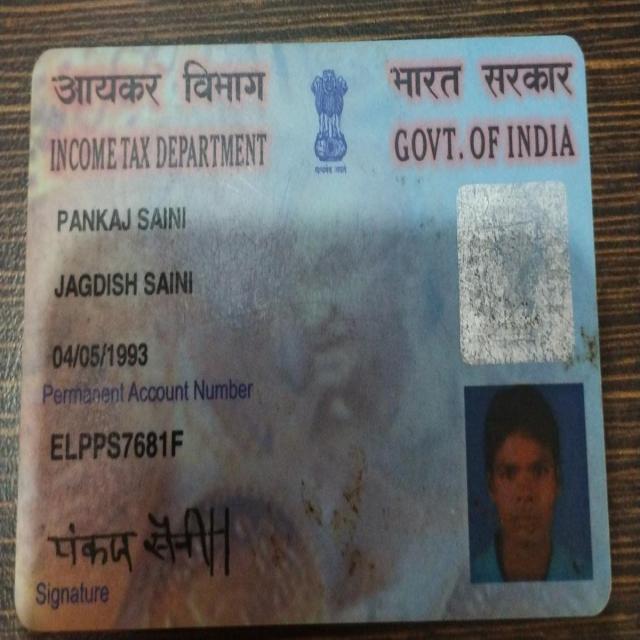 आयकर विभाग
भारत सरकार
INCOME TAX DEPARTMENT
GOVT. OF INDIA
सत्यमेव जयते
PANKAJ SAINI
JAGDISH SAINI
04/05/1993
Permanent Account Number
ELPPS7681F
पंकज सैनी
Signature